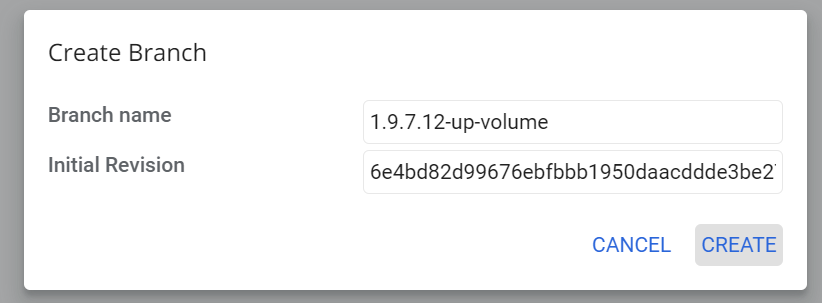 Create Branch
Branch name
1.9.7.12-up-volume
Initial Revision
6e4bd82d99676ebfbbb1950daacddde3be2
CANCEL CREATE